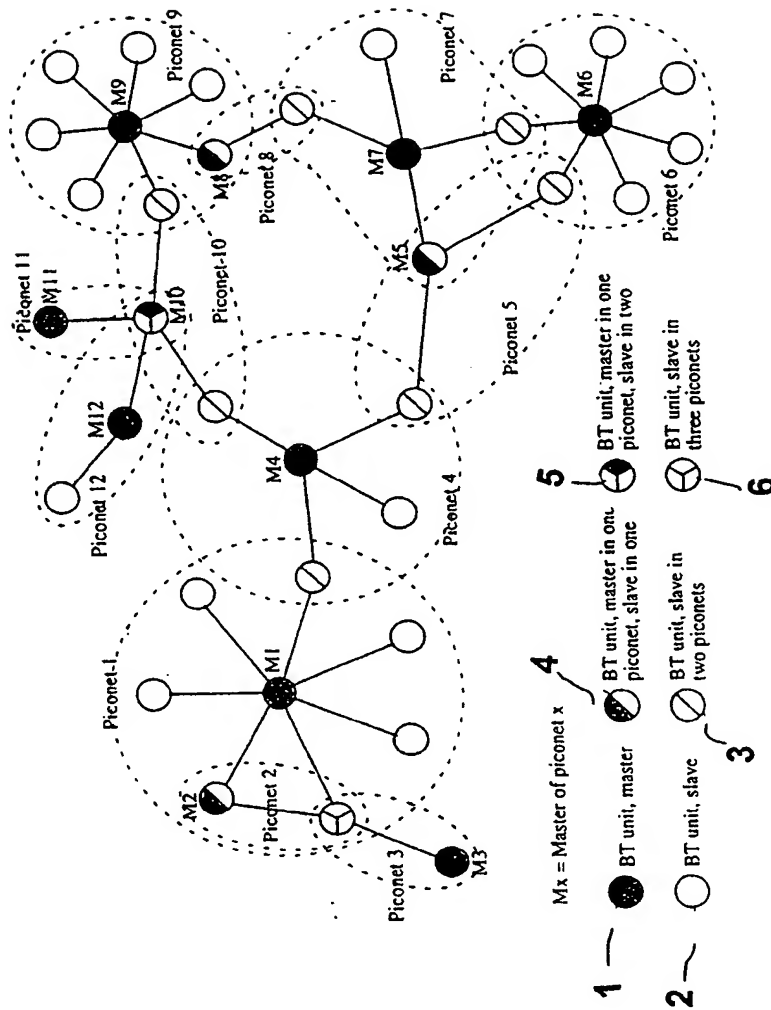 Piconet 11
M11
Piconet 9
M9
M12
M10
Piconet-10
M8
Piconet 8
Piconet 12
Piconet-1
M1
M4
Piconet 4
M5
M7
Piconet 7
M2
Piconet 2
Piconet 3
M3
Piconet 5
Piconet 6
M6
Mx = Master of piconet x
1
BT unit, master
4
BT unit, master in one
piconet, slave in one
5
BT unit, master in one
piconet, slave in two
2
BT unit, slave
3
BT unit, slave in
two piconets
6
BT unit, slave in
three piconets